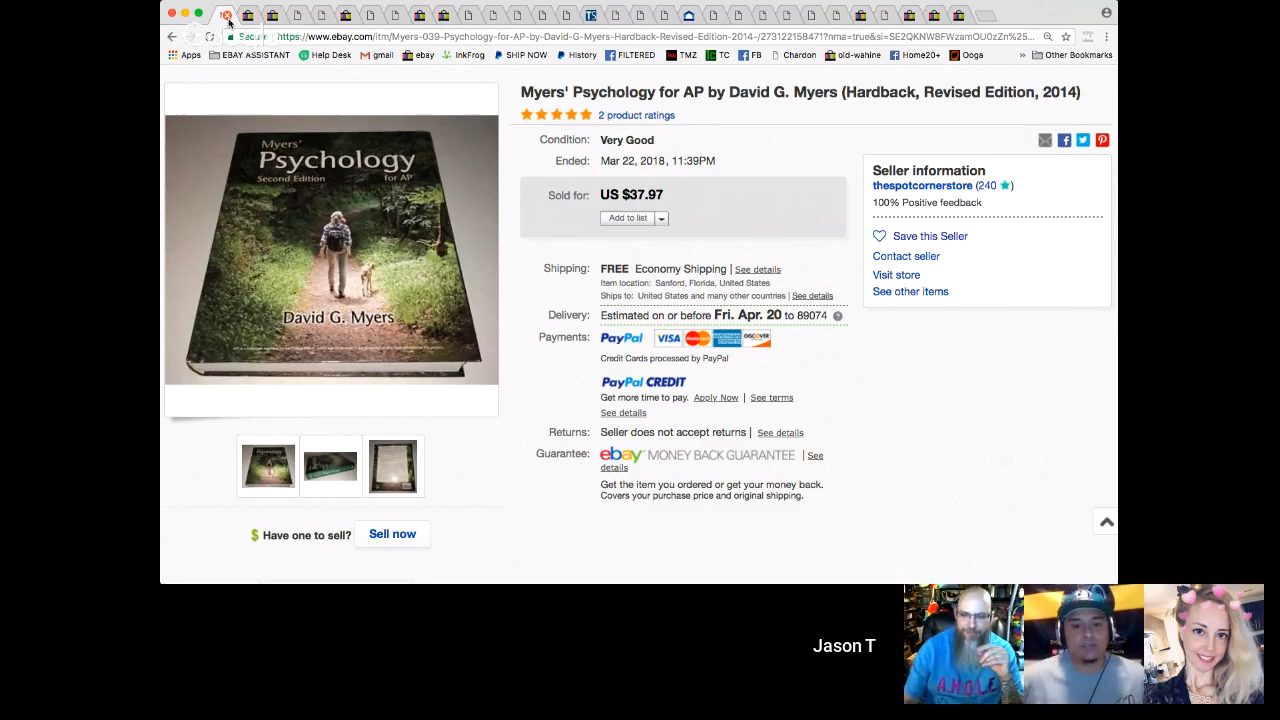 TS
Secure
https://www.ebay.com/itm/Myers-039-Psychology-for-AP-by-David-G-Myers-Hardback-Revised-Edition-2014-/273122158471?nma=true&si=SE2QKNW8FWzamOU0zZn%25...
Apps EBAY ASSISTANT Help Desk gmail ebay InkFrog SHIP NOW History FILTERED TMZ TC FB Chardon old-wahine Home20+ Ooga » Other Bookmarks
Myers' Psychology for AP by David G. Myers (Hardback, Revised Edition, 2014)
2 product ratings
Condition: Very Good
Ended: Mar 22, 2018, 11:39PM
Sold for: US $37.97
Add to list
Shipping: FREE Economy Shipping | See details
Item location: Sanford, Florida, United States
Ships to: United States and many other countries | See details
Delivery: Estimated on or before Fri. Apr. 20 to 89074
Payments: PayPal VISA MasterCard AMERICAN EXPRESS DISCOVER
Credit Cards processed by PayPal
PayPal CREDIT
Get more time to pay. Apply Now | See terms
See details
Returns: Seller does not accept returns | See details
Guarantee: ebay MONEY BACK GUARANTEE | See
details
Get the item you ordered or get your money back.
Covers your purchase price and original shipping.
Seller information
thespotcornerstore (240 )
100% Positive feedback
Save this Seller
Contact seller
Visit store
See other items
Myers'
Psychology
Second Edition for AP
David G. Myers
$ Have one to sell? Sell now
Jason T
A.H.O.L.E.